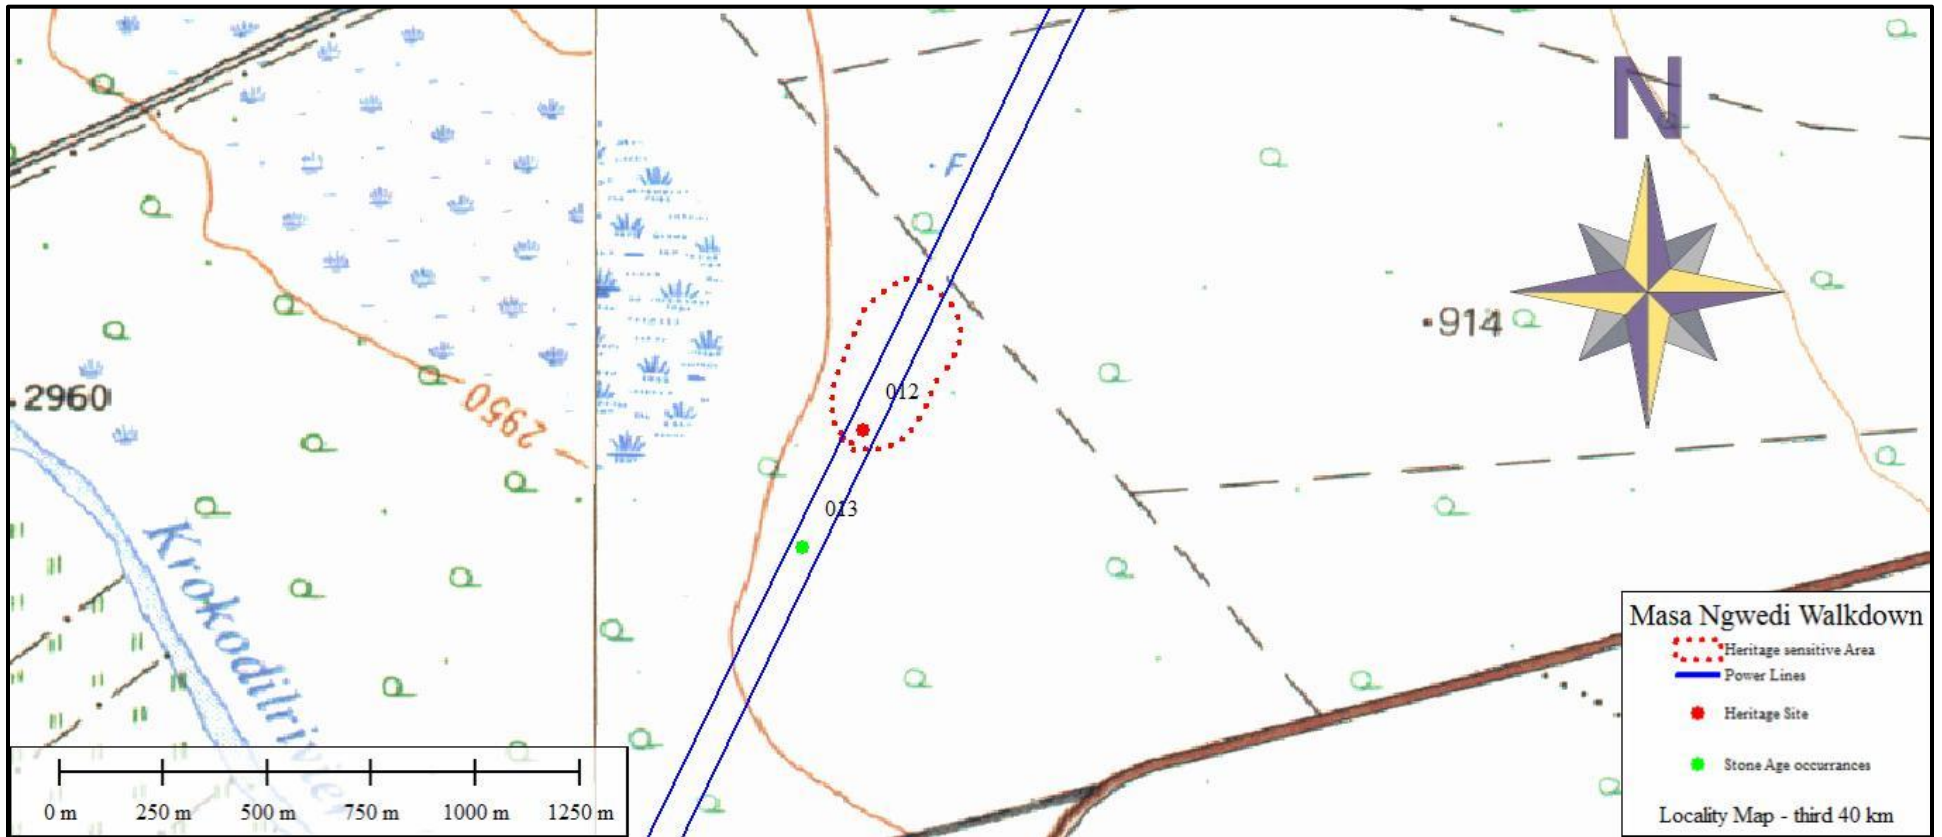 N
F
914
2960
2950
012
013
Krokodilrivier
Masa Ngwedi Walkdown
Heritage sensitive Area
Power Lines
Heritage Site
Stone Age occurrances
Locality Map - third 40 km
0 m 250 m 500 m 750 m 1000 m 1250 m